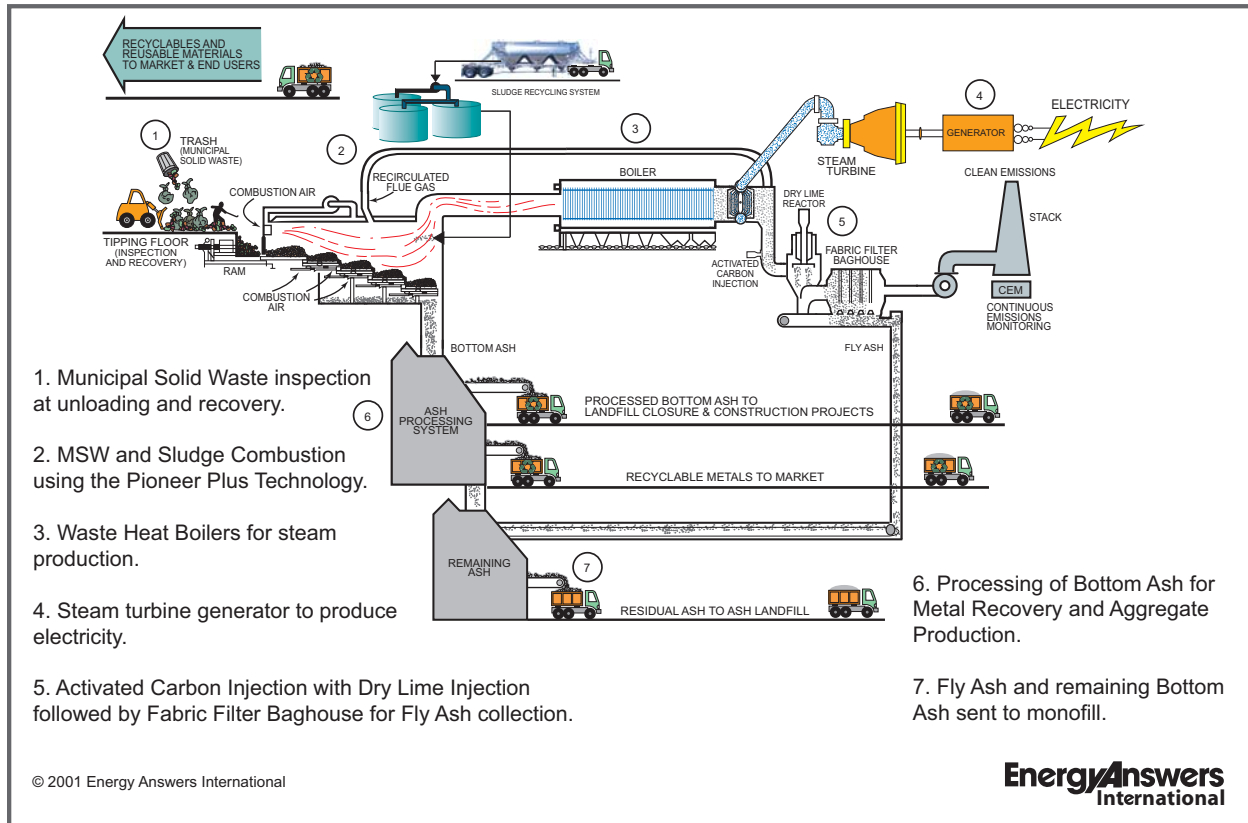 RECYCLABLES AND
REUSABLE MATERIALS
TO MARKET & END USERS
SLUDGE RECYCLING SYSTEM
1
TRASH
(MUNICIPAL
SOLID WASTE)
2
3
4
ELECTRICITY
GENERATOR
STEAM
TURBINE
COMBUSTION AIR
RECIRCULATED
FLUE GAS
BOILER
DRY LIME
REACTOR
5
CLEAN EMISSIONS
STACK
TIPPING FLOOR
(INSPECTION
AND RECOVERY)
RAM
COMBUSTION
AIR
ACTIVATED
CARBON
INJECTION
FABRIC FILTER
BAGHOUSE
CEM
CONTINUOUS
EMISSIONS
MONITORING
BOTTOM ASH
FLY ASH
6
ASH
PROCESSING
SYSTEM
PROCESSED BOTTOM ASH TO
LANDFILL CLOSURE & CONSTRUCTION PROJECTS
RECYCLABLE METALS TO MARKET
REMAINING
ASH
7
RESIDUAL ASH TO ASH LANDFILL
1. Municipal Solid Waste inspection
at unloading and recovery.
2. MSW and Sludge Combustion
using the Pioneer Plus Technology.
3. Waste Heat Boilers for steam
production.
4. Steam turbine generator to produce
electricity.
5. Activated Carbon Injection with Dry Lime Injection
followed by Fabric Filter Baghouse for Fly Ash collection.
6. Processing of Bottom Ash for
Metal Recovery and Aggregate
Production.
7. Fly Ash and remaining Bottom
Ash sent to monofill.
© 2001 Energy Answers International
EnergyAnswers
International